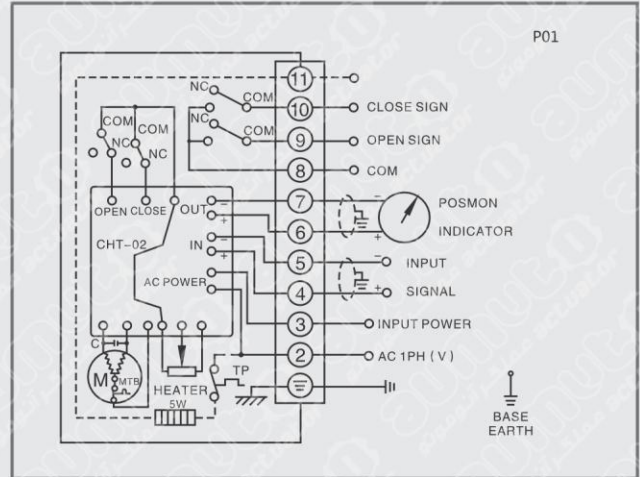 P01
11
NC COM 10 CLOSE SIGN
NC COM 9 OPEN SIGN
COM COM NC NC
8 COM
OPEN CLOSE OUT - + 7 - POSMON
6 + INDICATOR
CHT-02 IN - + 5 - INPUT
4 + SIGNAL
AC POWER 3 INPUT POWER
2 AC 1PH ( V )
C
M MTB HEATER 5W TP
BASE
EARTH